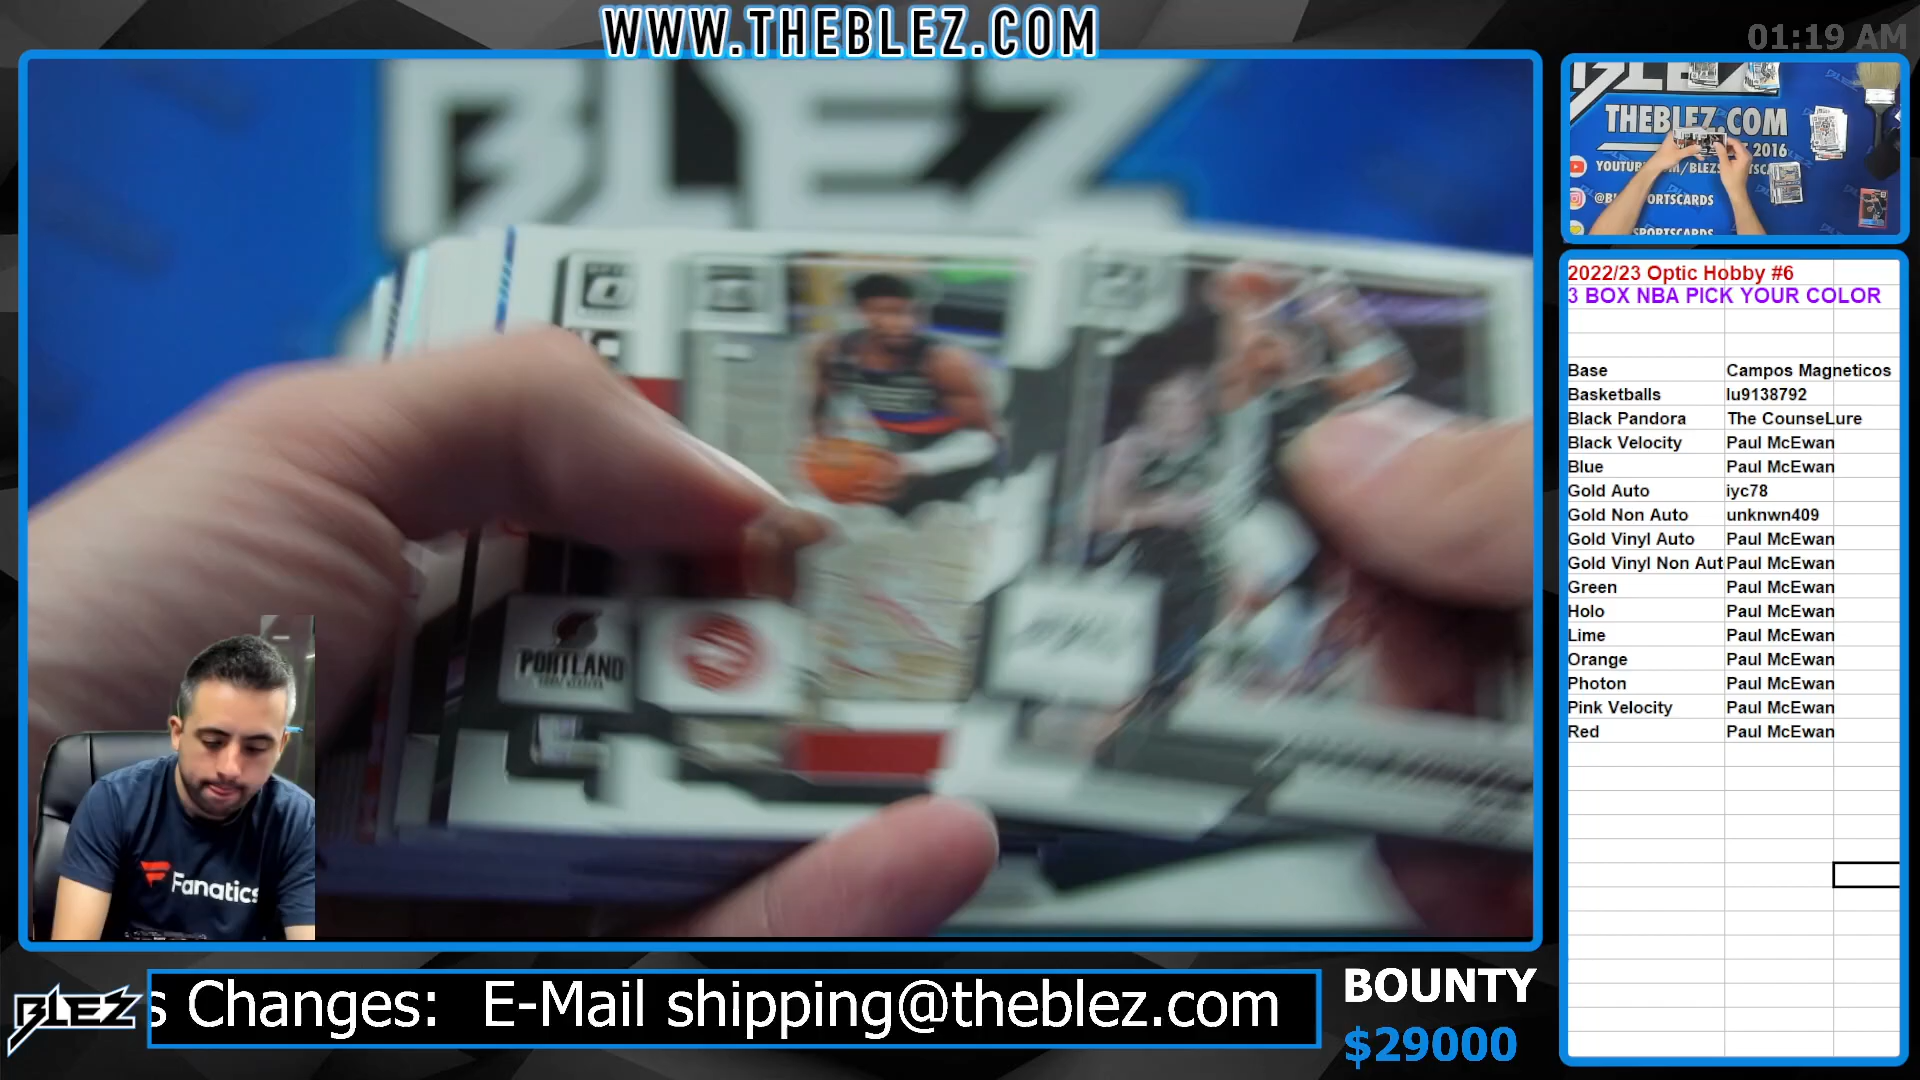 WWW.THEBLEZ.COM
01:19 AM
BLEZ
PORTLAND
Fanatics
BLEZ
THEBLEZ.COM
2016
2022/23 Optic Hobby #6
3 BOX NBA PICK YOUR COLOR
Base Campos Magneticos
Basketballs lu9138792
Black Pandora The CounseLure
Black Velocity Paul McEwan
Blue Paul McEwan
Gold Auto iyc78
Gold Non Auto unknwn409
Gold Vinyl Auto Paul McEwan
Gold Vinyl Non Aut Paul McEwan
Green Paul McEwan
Holo Paul McEwan
Lime Paul McEwan
Orange Paul McEwan
Photon Paul McEwan
Pink Velocity Paul McEwan
Red Paul McEwan
BLEZ
s Changes: E-Mail shipping@theblez.com
BOUNTY
$29000